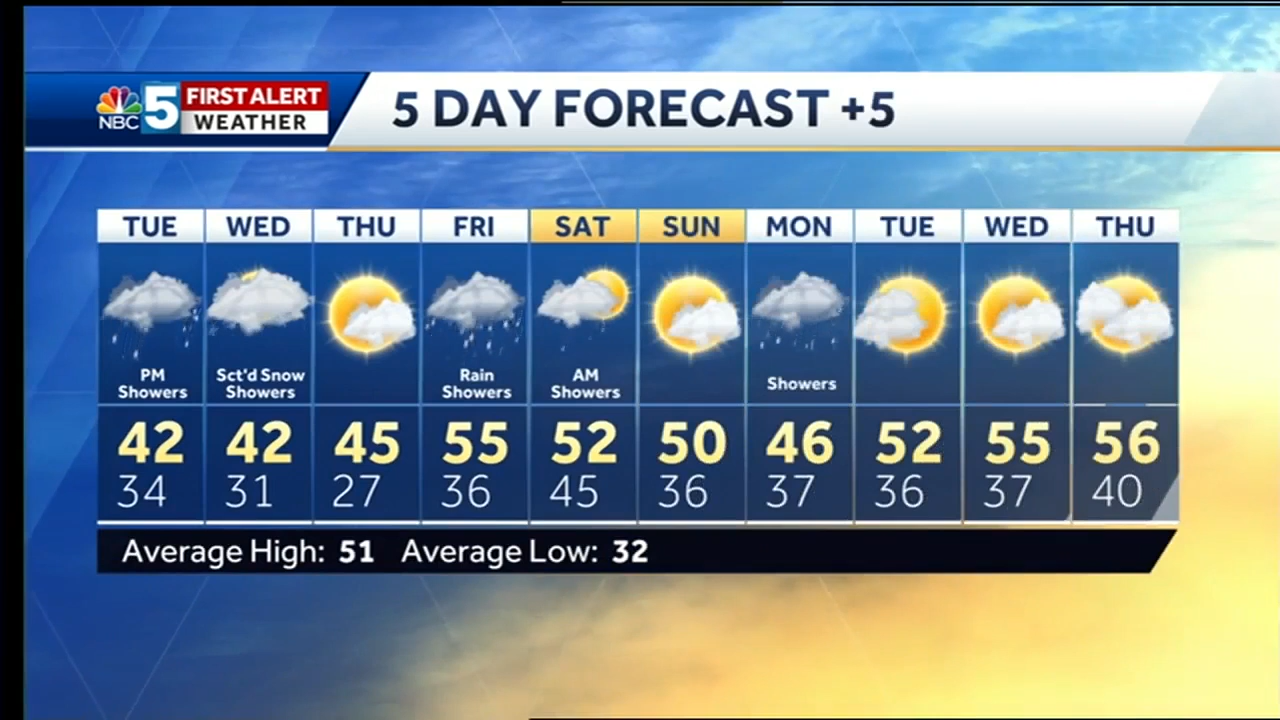 NBC 5 FIRST ALERT
WEATHER
5 DAY FORECAST +5
TUE WED THU FRI SAT SUN MON TUE WED THU
PM
Showers
Sct'd Snow
Showers
Rain
Showers
AM
Showers
Showers
42 42 45 55 52 50 46 52 55 56
34 31 27 36 45 36 37 36 37 40
Average High: 51 Average Low: 32